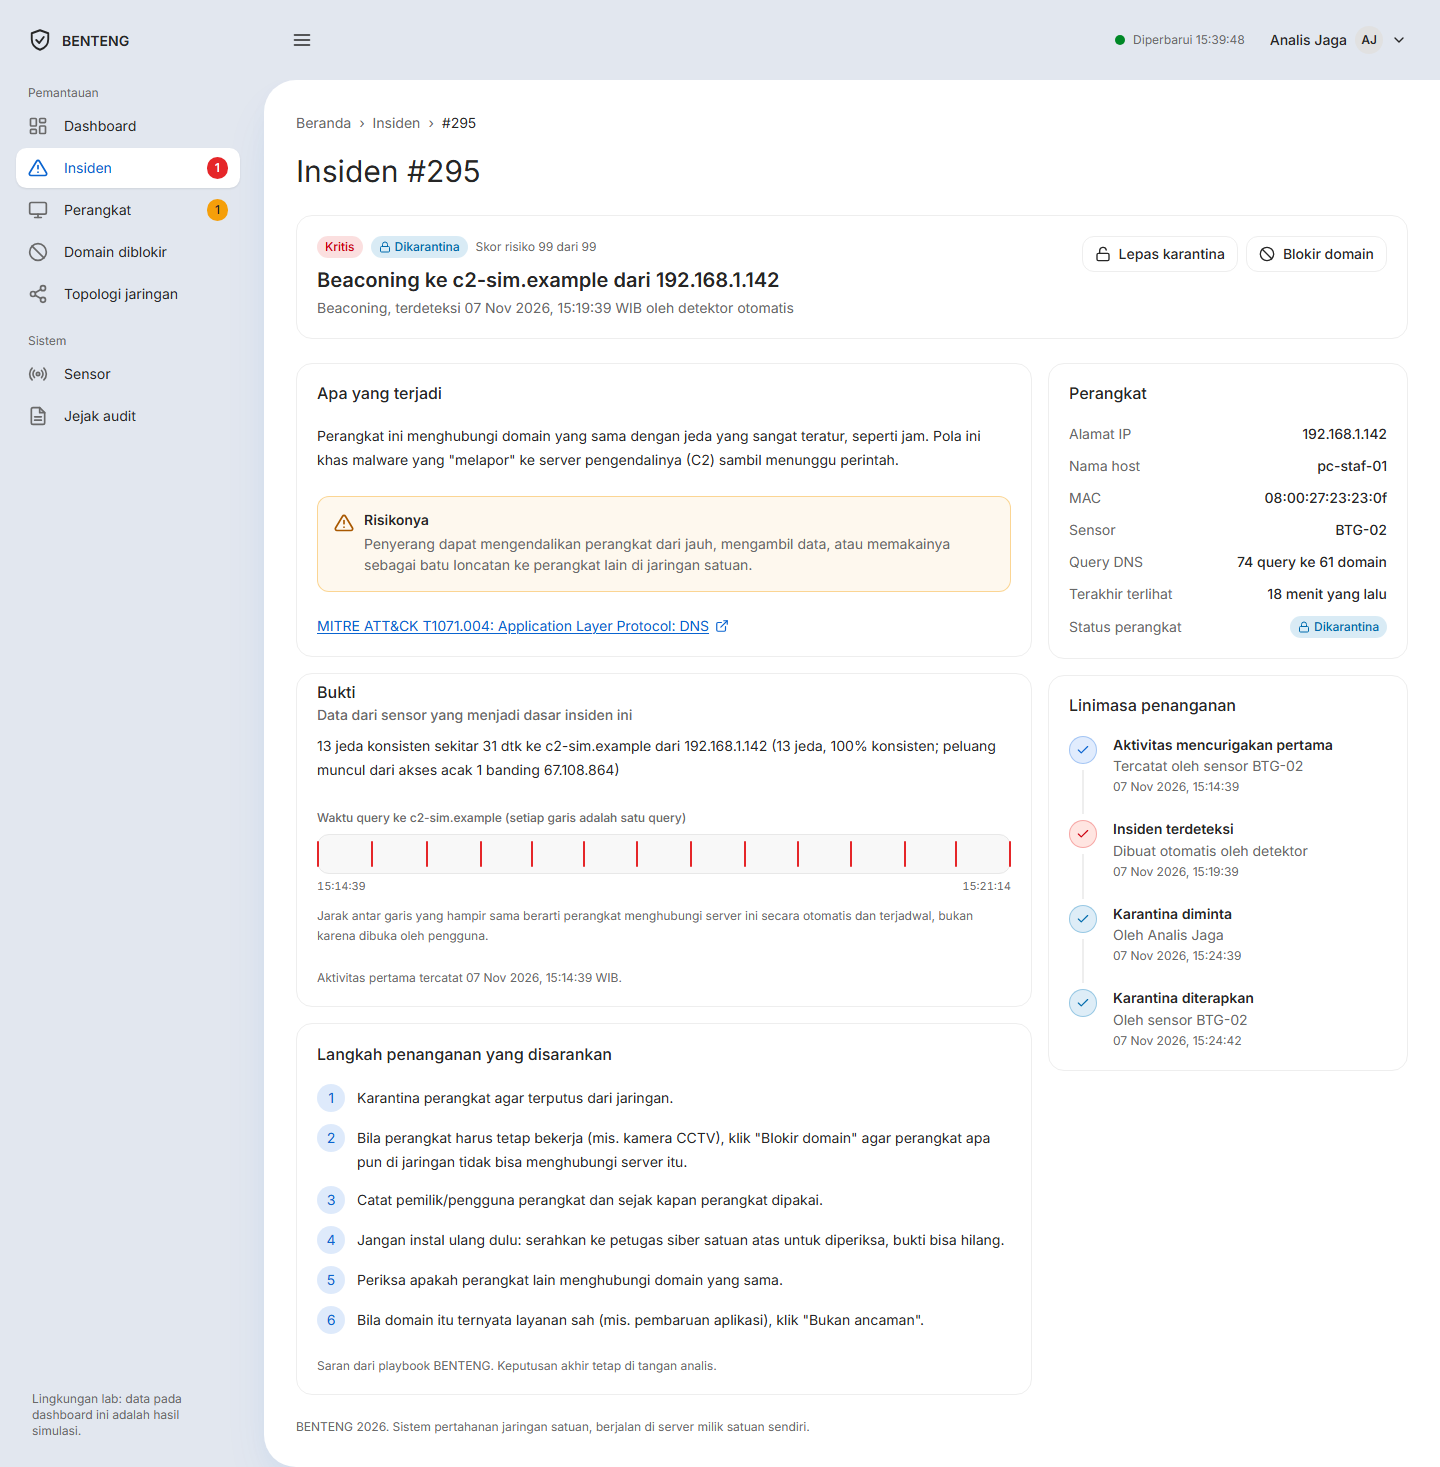 BENTENG
Diperbarui 15:39:48
Analis Jaga
AJ
Pemantauan
Dashboard
Insiden
1
Perangkat
1
Domain diblokir
Topologi jaringan
Sistem
Sensor
Jejak audit
Lingkungan lab: data pada
dashboard ini adalah hasil
simulasi.
Beranda › Insiden › #295
Insiden #295
Kritis
Dikarantina
Skor risiko 99 dari 99
Beaconing ke c2-sim.example dari 192.168.1.142
Beaconing, terdeteksi 07 Nov 2026, 15:19:39 WIB oleh detektor otomatis
Lepas karantina
Blokir domain
Apa yang terjadi
Perangkat ini menghubungi domain yang sama dengan jeda yang sangat teratur, seperti jam. Pola ini
khas malware yang "melapor" ke server pengendalinya (C2) sambil menunggu perintah.
Risikonya
Penyerang dapat mengendalikan perangkat dari jauh, mengambil data, atau memakainya
sebagai batu loncatan ke perangkat lain di jaringan satuan.
MITRE ATT&CK T1071.004: Application Layer Protocol: DNS
Bukti
Data dari sensor yang menjadi dasar insiden ini
13 jeda konsisten sekitar 31 dtk ke c2-sim.example dari 192.168.1.142 (13 jeda, 100% konsisten; peluang
muncul dari akses acak 1 banding 67.108.864)
Waktu query ke c2-sim.example (setiap garis adalah satu query)
15:14:39
15:21:14
Jarak antar garis yang hampir sama berarti perangkat menghubungi server ini secara otomatis dan terjadwal, bukan
karena dibuka oleh pengguna.
Aktivitas pertama tercatat 07 Nov 2026, 15:14:39 WIB.
Langkah penanganan yang disarankan
1 Karantina perangkat agar terputus dari jaringan.
2 Bila perangkat harus tetap bekerja (mis. kamera CCTV), klik "Blokir domain" agar perangkat apa
pun di jaringan tidak bisa menghubungi server itu.
3 Catat pemilik/pengguna perangkat dan sejak kapan perangkat dipakai.
4 Jangan instal ulang dulu: serahkan ke petugas siber satuan atas untuk diperiksa, bukti bisa hilang.
5 Periksa apakah perangkat lain menghubungi domain yang sama.
6 Bila domain itu ternyata layanan sah (mis. pembaruan aplikasi), klik "Bukan ancaman".
Saran dari playbook BENTENG. Keputusan akhir tetap di tangan analis.
Perangkat
Alamat IP 192.168.1.142
Nama host pc-staf-01
MAC 08:00:27:23:23:0f
Sensor BTG-02
Query DNS 74 query ke 61 domain
Terakhir terlihat 18 menit yang lalu
Status perangkat Dikarantina
Linimasa penanganan
Aktivitas mencurigakan pertama
Tercatat oleh sensor BTG-02
07 Nov 2026, 15:14:39
Insiden terdeteksi
Dibuat otomatis oleh detektor
07 Nov 2026, 15:19:39
Karantina diminta
Oleh Analis Jaga
07 Nov 2026, 15:24:39
Karantina diterapkan
Oleh sensor BTG-02
07 Nov 2026, 15:24:42
BENTENG 2026. Sistem pertahanan jaringan satuan, berjalan di server milik satuan sendiri.